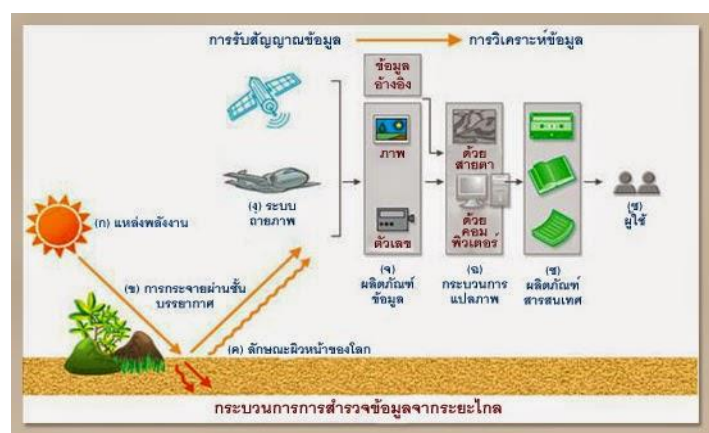 การรับสัญญาณข้อมูล
การวิเคราะห์ข้อมูล
ข้อมูล
อ้างอิง
ภาพ
ตัวเลข
ด้วย
สายตา
ด้วย
คอม
พิวเตอร์
(ก) แหล่งพลังงาน
(ง) ระบบ
ถ่ายภาพ
(ข) การกระจายผ่านชั้น
บรรยากาศ
(ค) ลักษณะผิวหน้าของโลก
(จ)
ผลิตภัณฑ์
ข้อมูล
(ฉ)
กระบวนการ
แปลภาพ
(ช)
ผลิตภัณฑ์
สารสนเทศ
(ซ)
ผู้ใช้
กระบวนการการสำรวจข้อมูลจากระยะไกล